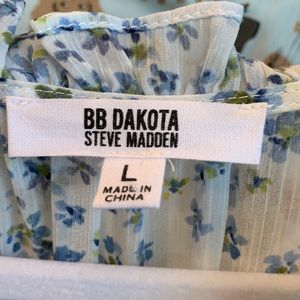 BB DAKOTA
STEVE MADDEN
L
MADE IN
CHINA